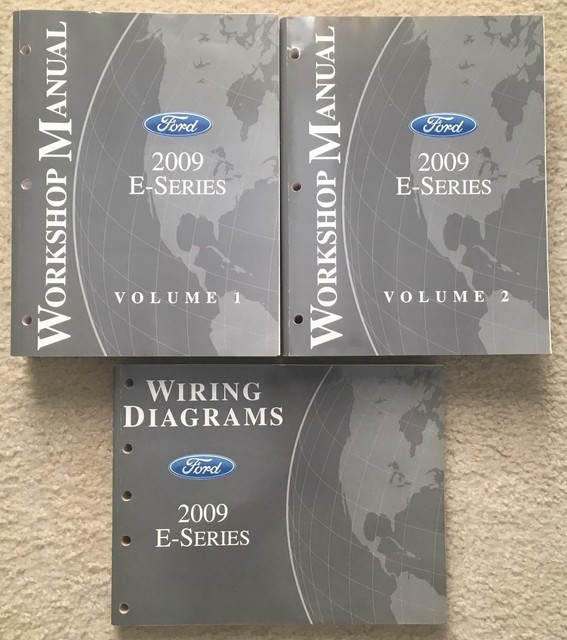 WORKSHOP MANUAL
Ford
2009
E-SERIES
VOLUME 1
WORKSHOP MANUAL
Ford
2009
E-SERIES
VOLUME 2
WIRING
DIAGRAMS
Ford
2009
E-SERIES